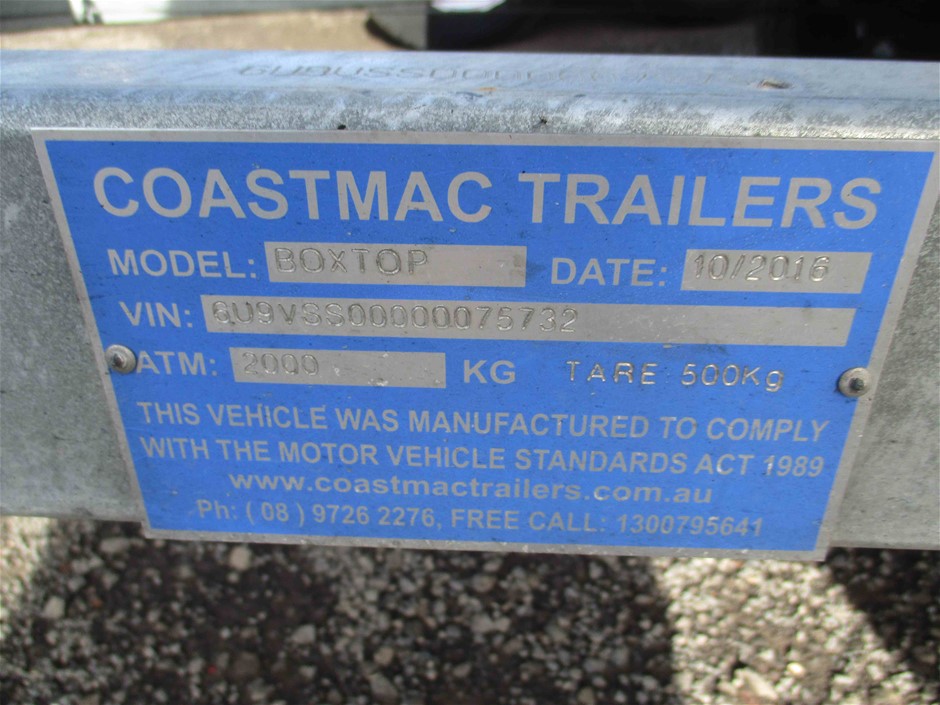 COASTMAC TRAILERS
MODEL: BOXTOP DATE: 10/2016
VIN: 6U9VSS00000075732
ATM: 2000 KG TARE 500Kg
THIS VEHICLE WAS MANUFACTURED TO COMPLY
WITH THE MOTOR VEHICLE STANDARDS ACT 1989
www.coastmactrailers.com.au
Ph: ( 08 ) 9726 2276, FREE CALL: 1300795641